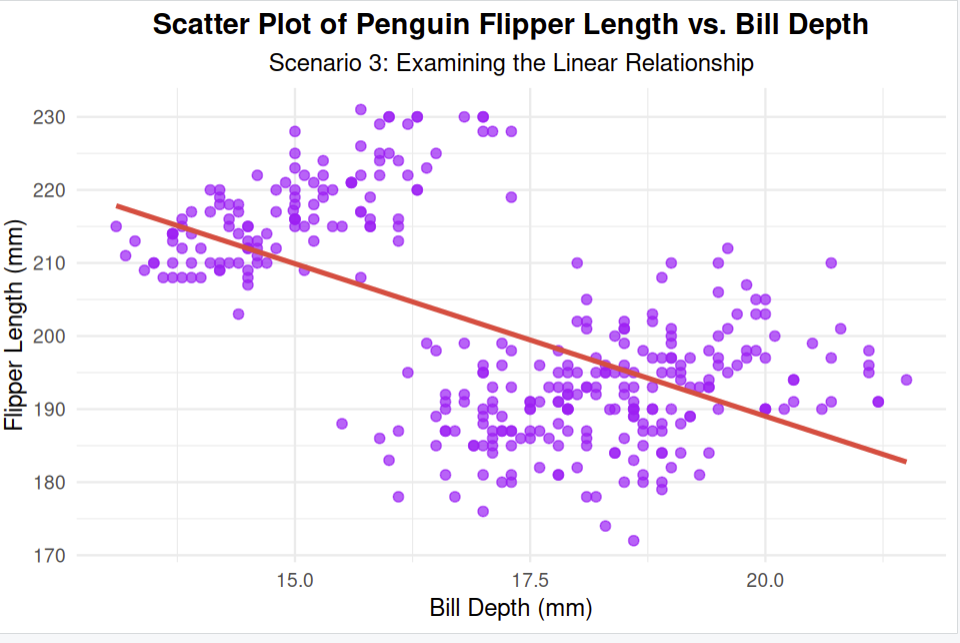 Scatter Plot of Penguin Flipper Length vs. Bill Depth
Scenario 3: Examining the Linear Relationship
Flipper Length (mm)
230
220
210
200
190
180
170
15.0 17.5 20.0
Bill Depth (mm)